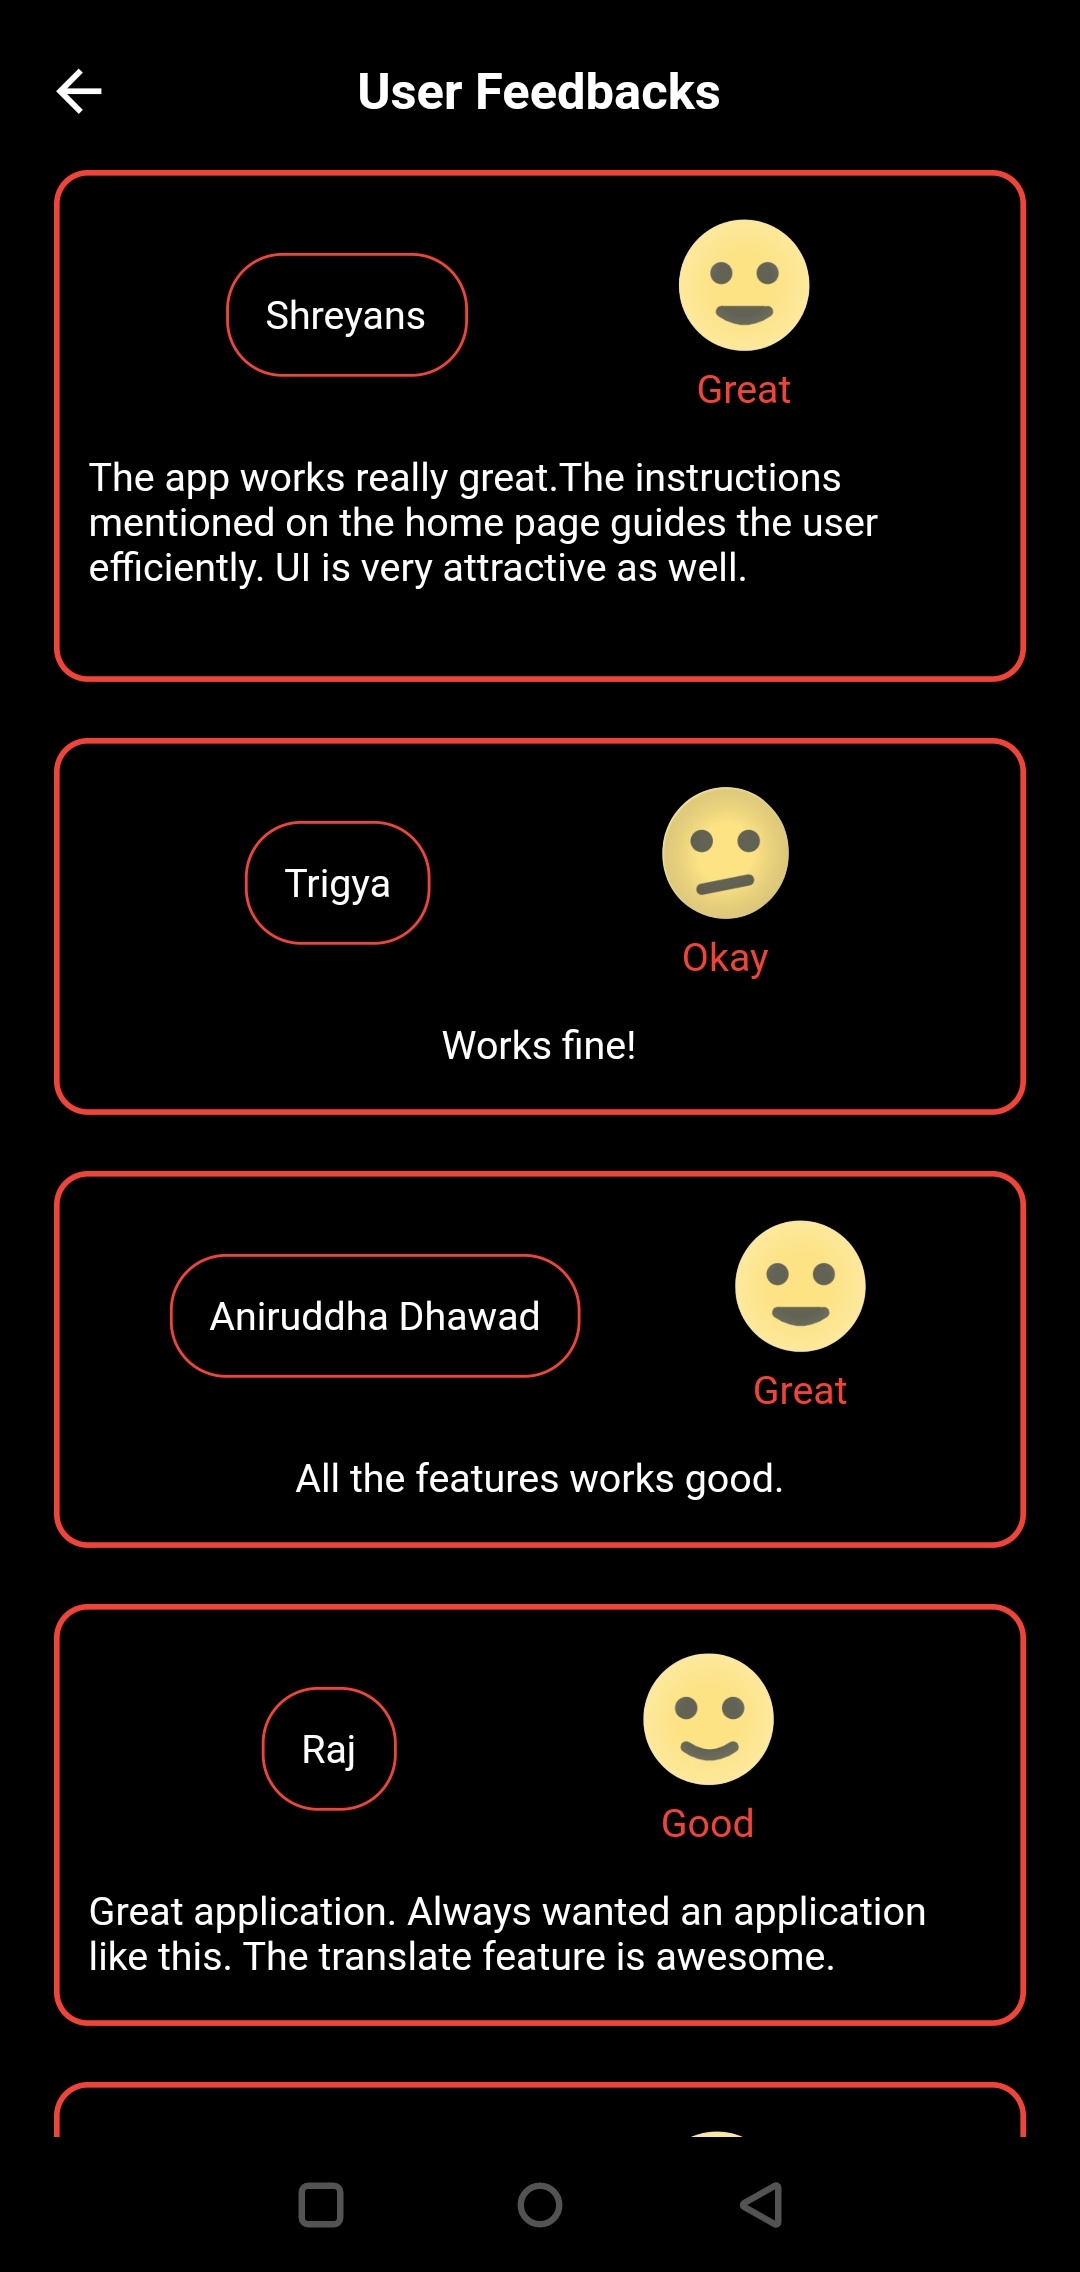 User Feedbacks
Shreyans
Great
The app works really great.The instructions
mentioned on the home page guides the user
efficiently. UI is very attractive as well.
Trigya
Okay
Works fine!
Aniruddha Dhawad
Great
All the features works good.
Raj
Good
Great application. Always wanted an application
like this. The translate feature is awesome.